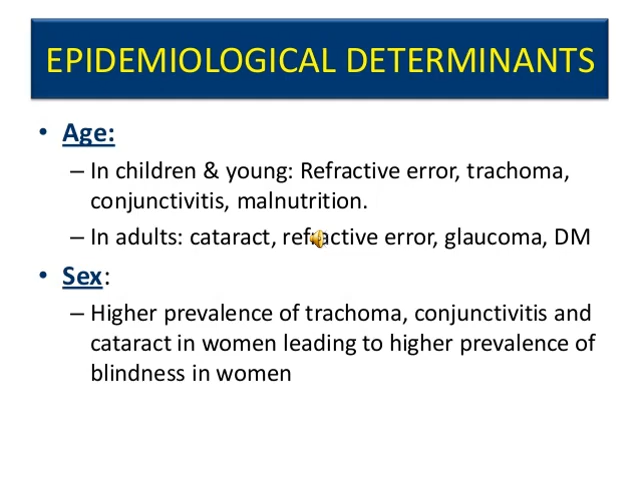 EPIDEMIOLOGICAL DETERMINANTS
• Age:
– In children & young: Refractive error, trachoma,
conjunctivitis, malnutrition.
– In adults: cataract, refractive error, glaucoma, DM
• Sex:
– Higher prevalence of trachoma, conjunctivitis and
cataract in women leading to higher prevalence of
blindness in women